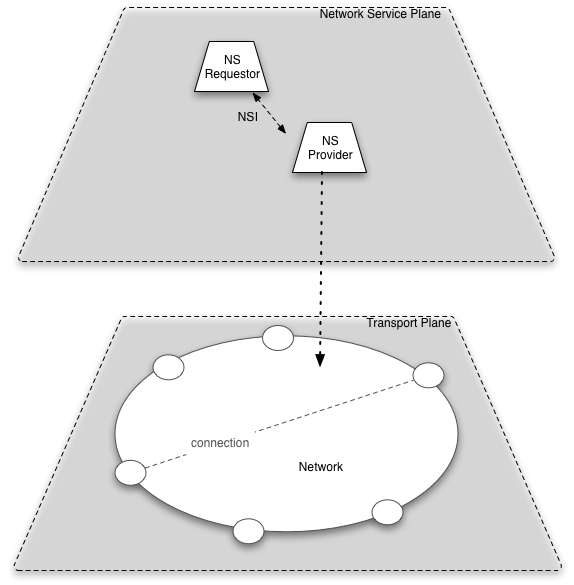 Network Service Plane
NS
Requestor
NSI
NS
Provider
Transport Plane
connection
Network